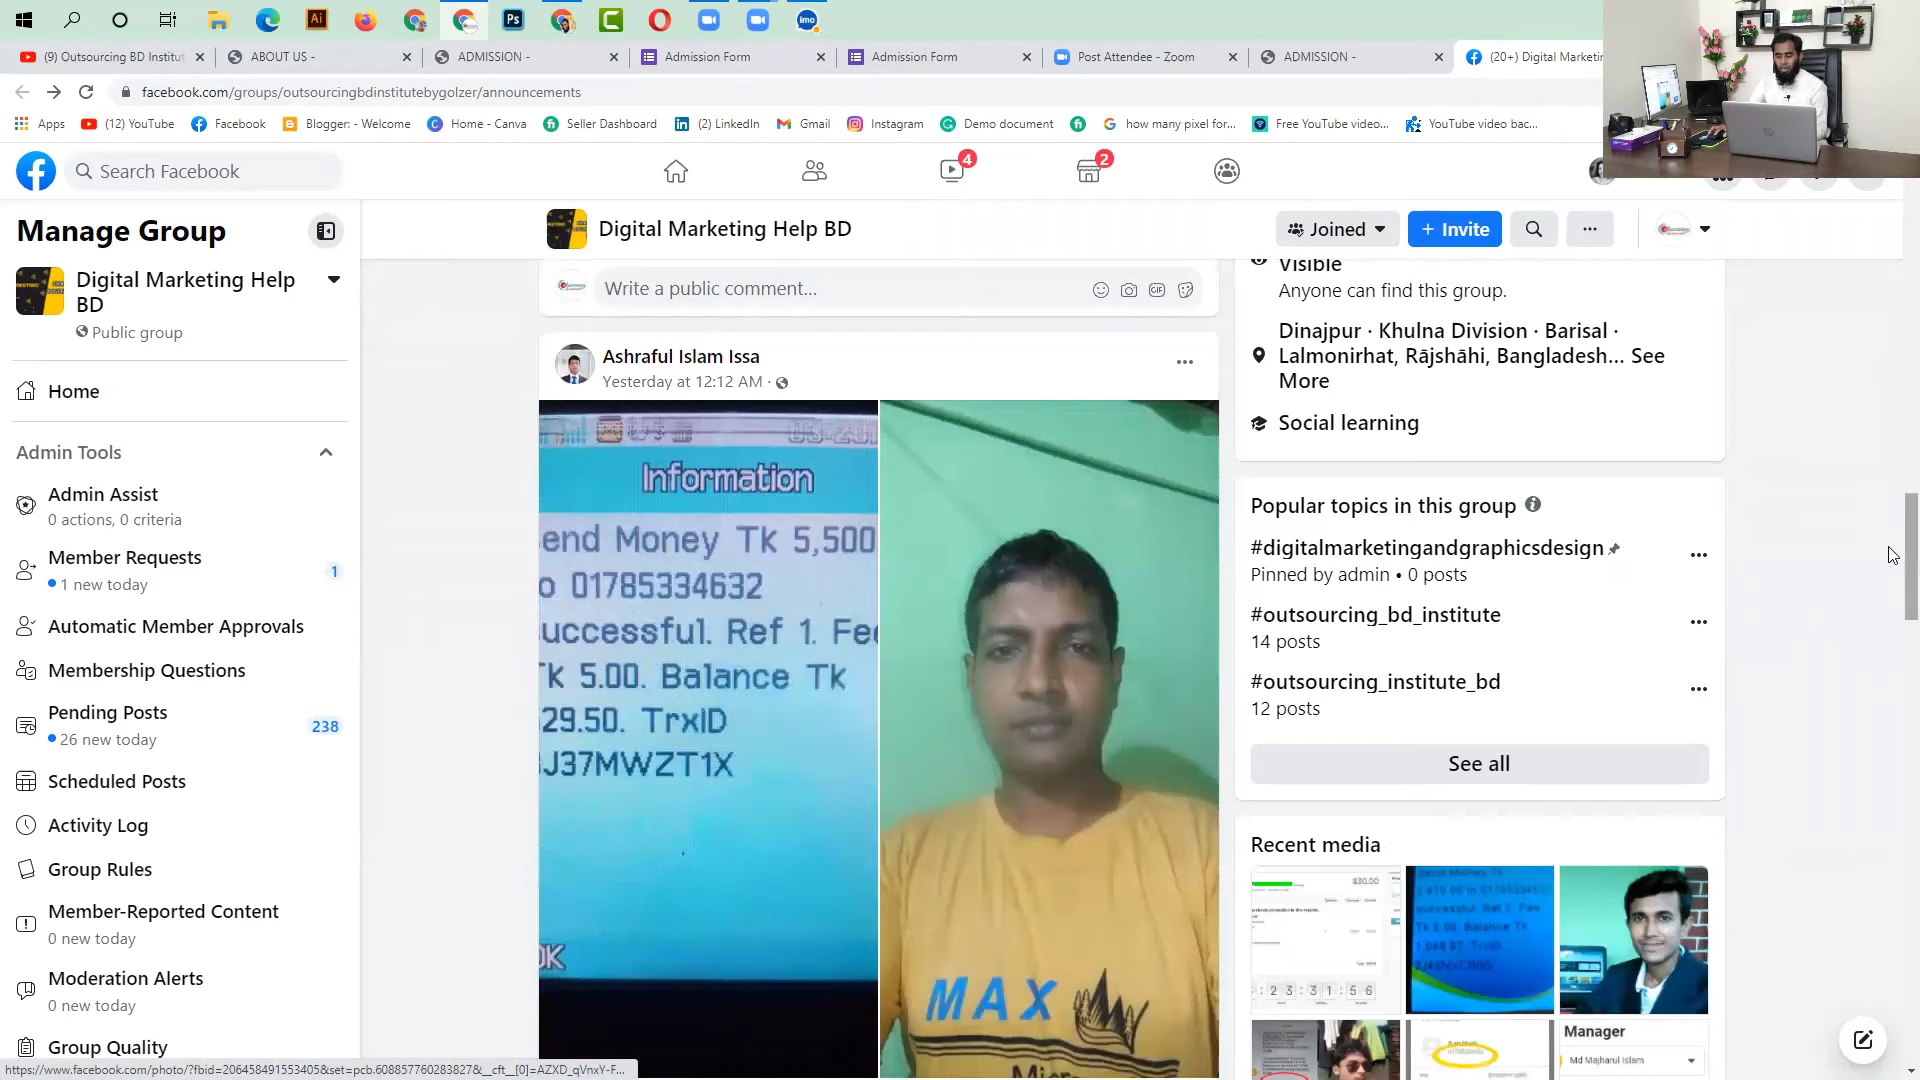 (9) Outsourcing BD Institut
ABOUT US -
ADMISSION -
Admission Form
Admission Form
Post Attendee - Zoom
ADMISSION -
(20+) Digital Marketin
facebook.com/groups/outsourcingbdinstitutebygolzer/announcements
Apps
(12) YouTube
Facebook
Blogger: - Welcome
Home - Canva
Seller Dashboard
(2) LinkedIn
Gmail
Instagram
Demo document
how many pixel for...
Free YouTube video...
YouTube video bac...
Search Facebook
4
2
Manage Group
Digital Marketing Help BD
Joined
+ Invite
Digital Marketing Help
BD
Public group
Home
Admin Tools
Admin Assist
0 actions, 0 criteria
Member Requests
1 new today
1
Automatic Member Approvals
Membership Questions
Pending Posts
26 new today
238
Scheduled Posts
Activity Log
Group Rules
Member-Reported Content
0 new today
Moderation Alerts
0 new today
Group Quality
https://www.facebook.com/photo/?fbid=206458491553405&set=pcb.608857760283827&__cft__[0]=AZXD_qVnxY-F...
Write a public comment...
Ashraful Islam Issa
Yesterday at 12:12 AM ·
Information
end Money Tk 5,500
o 01785334632
uccessful. Ref 1. Fe
k 5.00. Balance Tk
29.50. TrxID
J37MWZT1X
OK
MAX
Visible
Anyone can find this group.
Dinajpur · Khulna Division · Barisal ·
Lalmonirhat, Rājshāhi, Bangladesh... See
More
Social learning
Popular topics in this group
#digitalmarketingandgraphicsdesign
Pinned by admin • 0 posts
#outsourcing_bd_institute
14 posts
#outsourcing_institute_bd
12 posts
See all
Recent media
$30.00
: 23 : 31 : 56
Manager
Md Majharul Islam